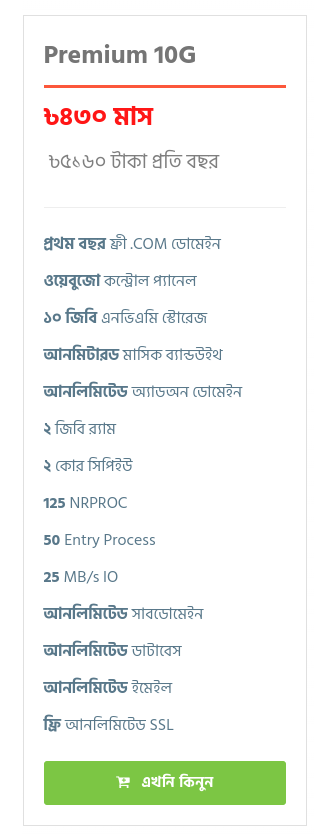 Premium 10G
৳৪৩০ মাস
৳৫১৬০ টাকা প্রতি বছর
প্রথম বছর ফ্রী .COM ডোমেইন
ওয়েবুজো কন্ট্রোল প্যানেল
১০ জিবি এনভিএমি স্টোরেজ
আনমিটারড মাসিক ব্যান্ডউইথ
আনলিমিটেড অ্যাডঅন ডোমেইন
২ জিবি র‍্যাম
২ কোর সিপিইউ
125 NRPROC
50 Entry Process
25 MB/s IO
আনলিমিটেড সাবডোমেইন
আনলিমিটেড ডাটাবেস
আনলিমিটেড ইমেইল
ফ্রি আনলিমিটেড SSL
এখনি কিনুন